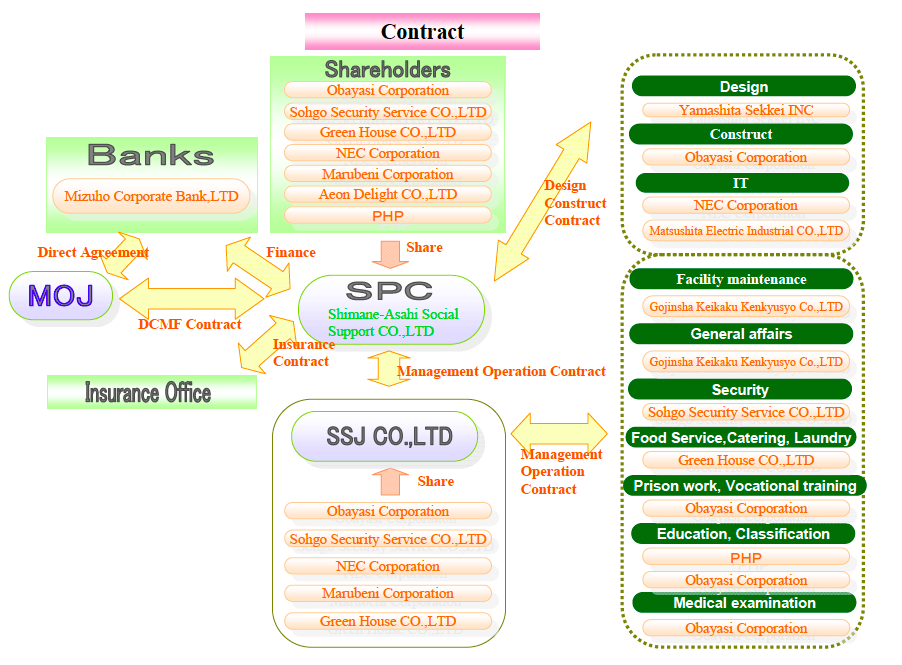 Contract
Shareholders
Obayasi Corporation
Sohgo Security Service CO.,LTD
Green House CO.,LTD
NEC Corporation
Marubeni Corporation
Aeon Delight CO.,LTD
PHP
Banks
Mizuho Corporate Bank,LTD
Direct Agreement
Finance
Share
MOJ
DCMF Contract
SPC
Shimane-Asahi Social
Support CO.,LTD
Insurance
Contract
Insurance Office
Management Operation Contract
Design
Construct
Contract
SSJ CO.,LTD
Share
Obayasi Corporation
Sohgo Security Service CO.,LTD
NEC Corporation
Marubeni Corporation
Green House CO.,LTD
Management
Operation
Contract
Design
Yamashita Sekkei INC
Construct
Obayasi Corporation
IT
NEC Corporation
Matsushita Electric Industrial CO.,LTD
Facility maintenance
Gojinsha Keikaku Kenkyusyo Co.,LTD
General affairs
Gojinsha Keikaku Kenkyusyo Co.,LTD
Security
Sohgo Security Service CO.,LTD
Food Service,Catering, Laundry
Green House CO.,LTD
Prison work, Vocational training
Obayasi Corporation
Education, Classification
PHP
Obayasi Corporation
Medical examination
Obayasi Corporation